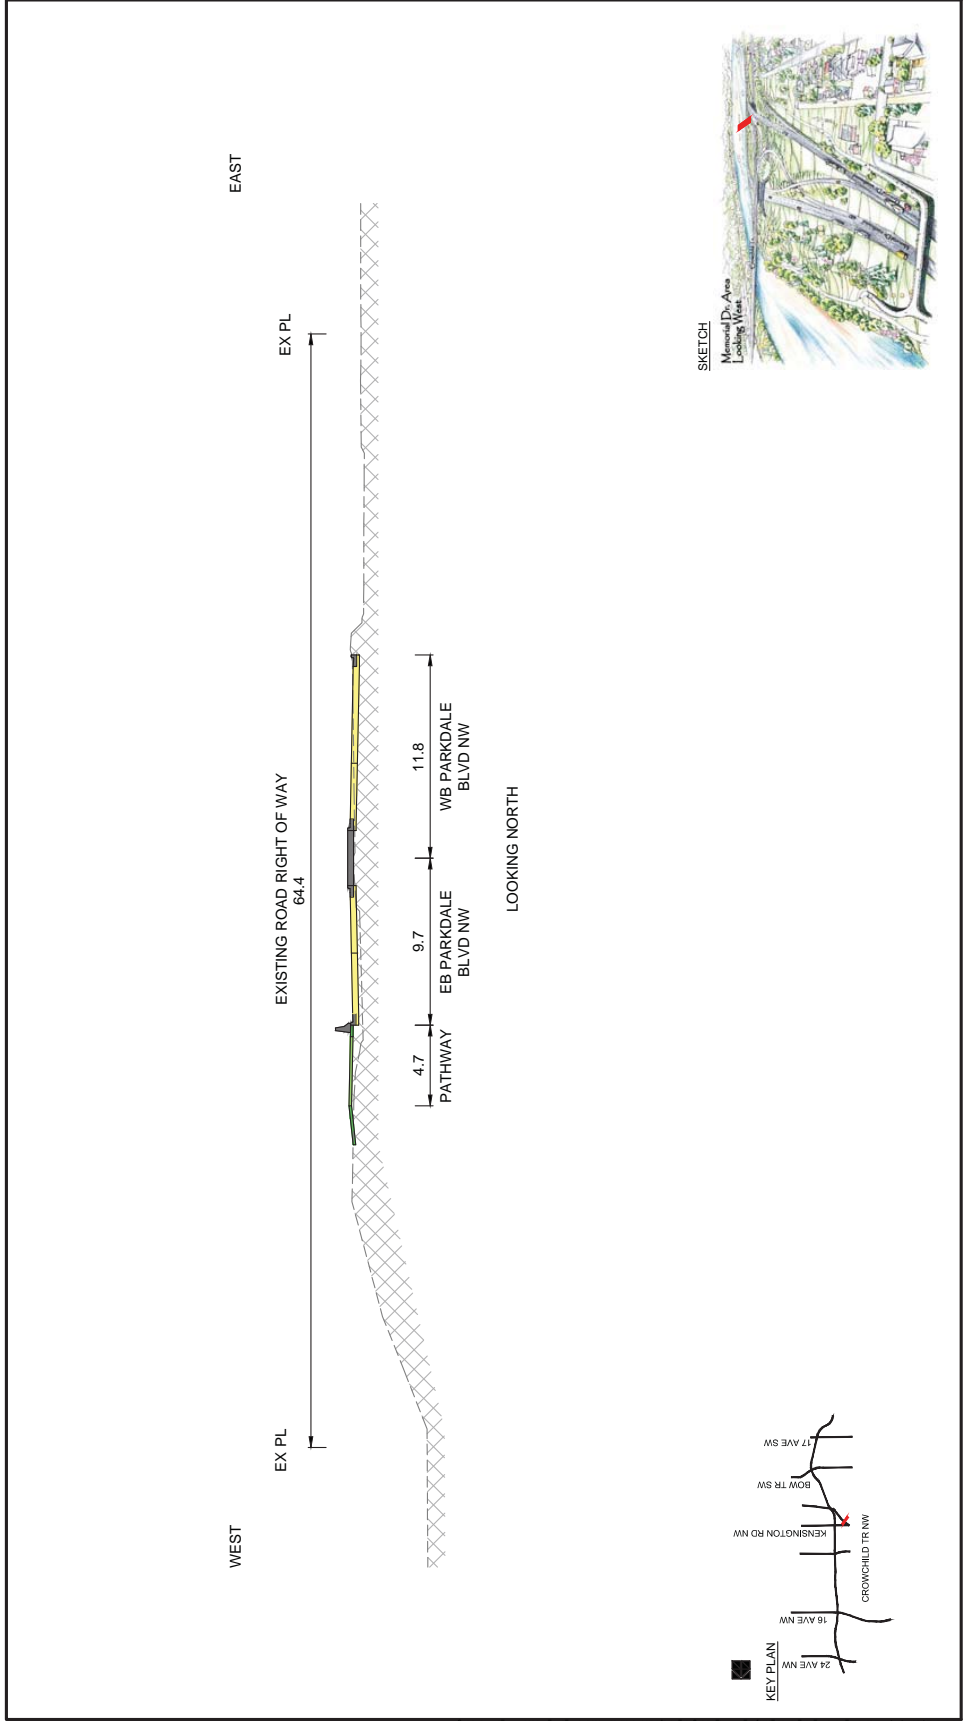 WEST
EAST
EX PL
EX PL
EXISTING ROAD RIGHT OF WAY
64.4
4.7
9.7
11.8
PATHWAY
EB PARKDALE
BLVD NW
WB PARKDALE
BLVD NW
LOOKING NORTH
KEY PLAN
24 AVE NW
16 AVE NW
CROWCHILD TR NW
KENSINGTON RD NW
BOW TR SW
17 AVE SW
SKETCH
Memorial Dr. Area
Looking West